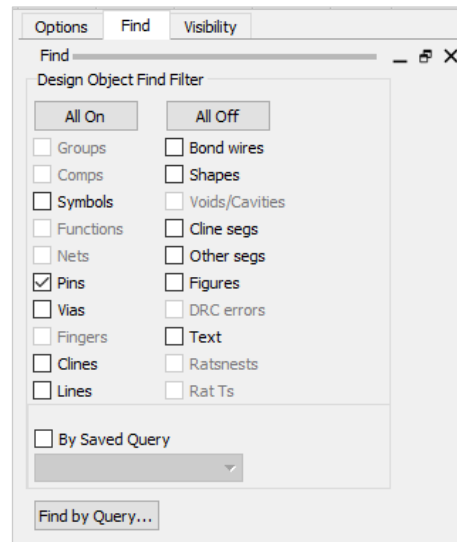 Options Find Visibility
Find
Design Object Find Filter
All On All Off
Groups Bond wires
Comps Shapes
Symbols Voids/Cavities
Functions Cline segs
Nets Other segs
Pins Figures
Vias DRC errors
Fingers Text
Clines Ratsnests
Lines Rat Ts
By Saved Query
Find by Query...